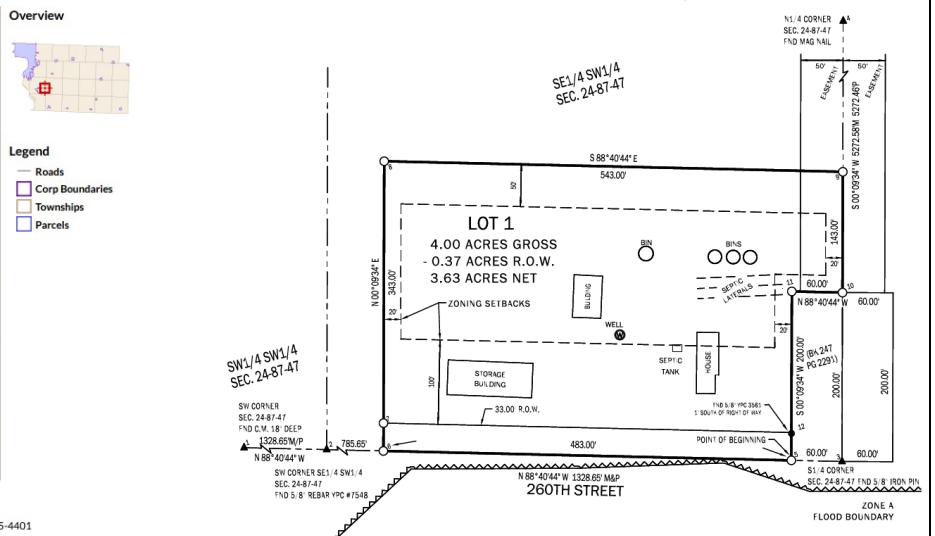 Overview
Legend
Roads
Corp Boundaries
Townships
Parcels
5-4401
N1/4 CORNER
SEC. 24-87-47
FND MAG NAIL
50'
50'
EASEMENT
EASEMENT
S 00°09'34" W 5272.58'M 5272.46'P
SE1/4 SW1/4
SEC. 24-87-47
S 88°40'44" E
543.00'
50'
LOT 1
4.00 ACRES GROSS
- 0.37 ACRES R.O.W.
3.63 ACRES NET
N 00°09'34" E
343.00'
20'
ZONING SETBACKS
BIN
BINS
143.00'
20'
SEPTIC
LATERALS
BUILDING
11
60.00'
10
N 88°40'44" W
60.00'
WELL
W
SEPTIC
TANK
HOUSE
20'
S 00°09'34" W 200.00'
(BK 247
PG 2291)
200.00'
200.00'
SW1/4 SW1/4
SEC. 24-87-47
STORAGE
BUILDING
100'
33.00' R.O.W.
FND 5/8" YPC 3561
1' SOUTH OF RIGHT OF WAY
12
SW CORNER
SEC. 24-87-47
FND C.M. 18" DEEP
1
1328.65'M/P
2
785.65'
N 88°40'44" W
7
6
483.00'
POINT OF BEGINNING
5
60.00'
3
60.00'
SW CORNER SE1/4 SW1/4
SEC. 24-87-47
FND 5/8" REBAR YPC #7548
N 88°40'44" W 1328.65' M&P
260TH STREET
S1/4 CORNER
SEC. 24-87-47 FND 5/8" IRON PIN
ZONE A
FLOOD BOUNDARY